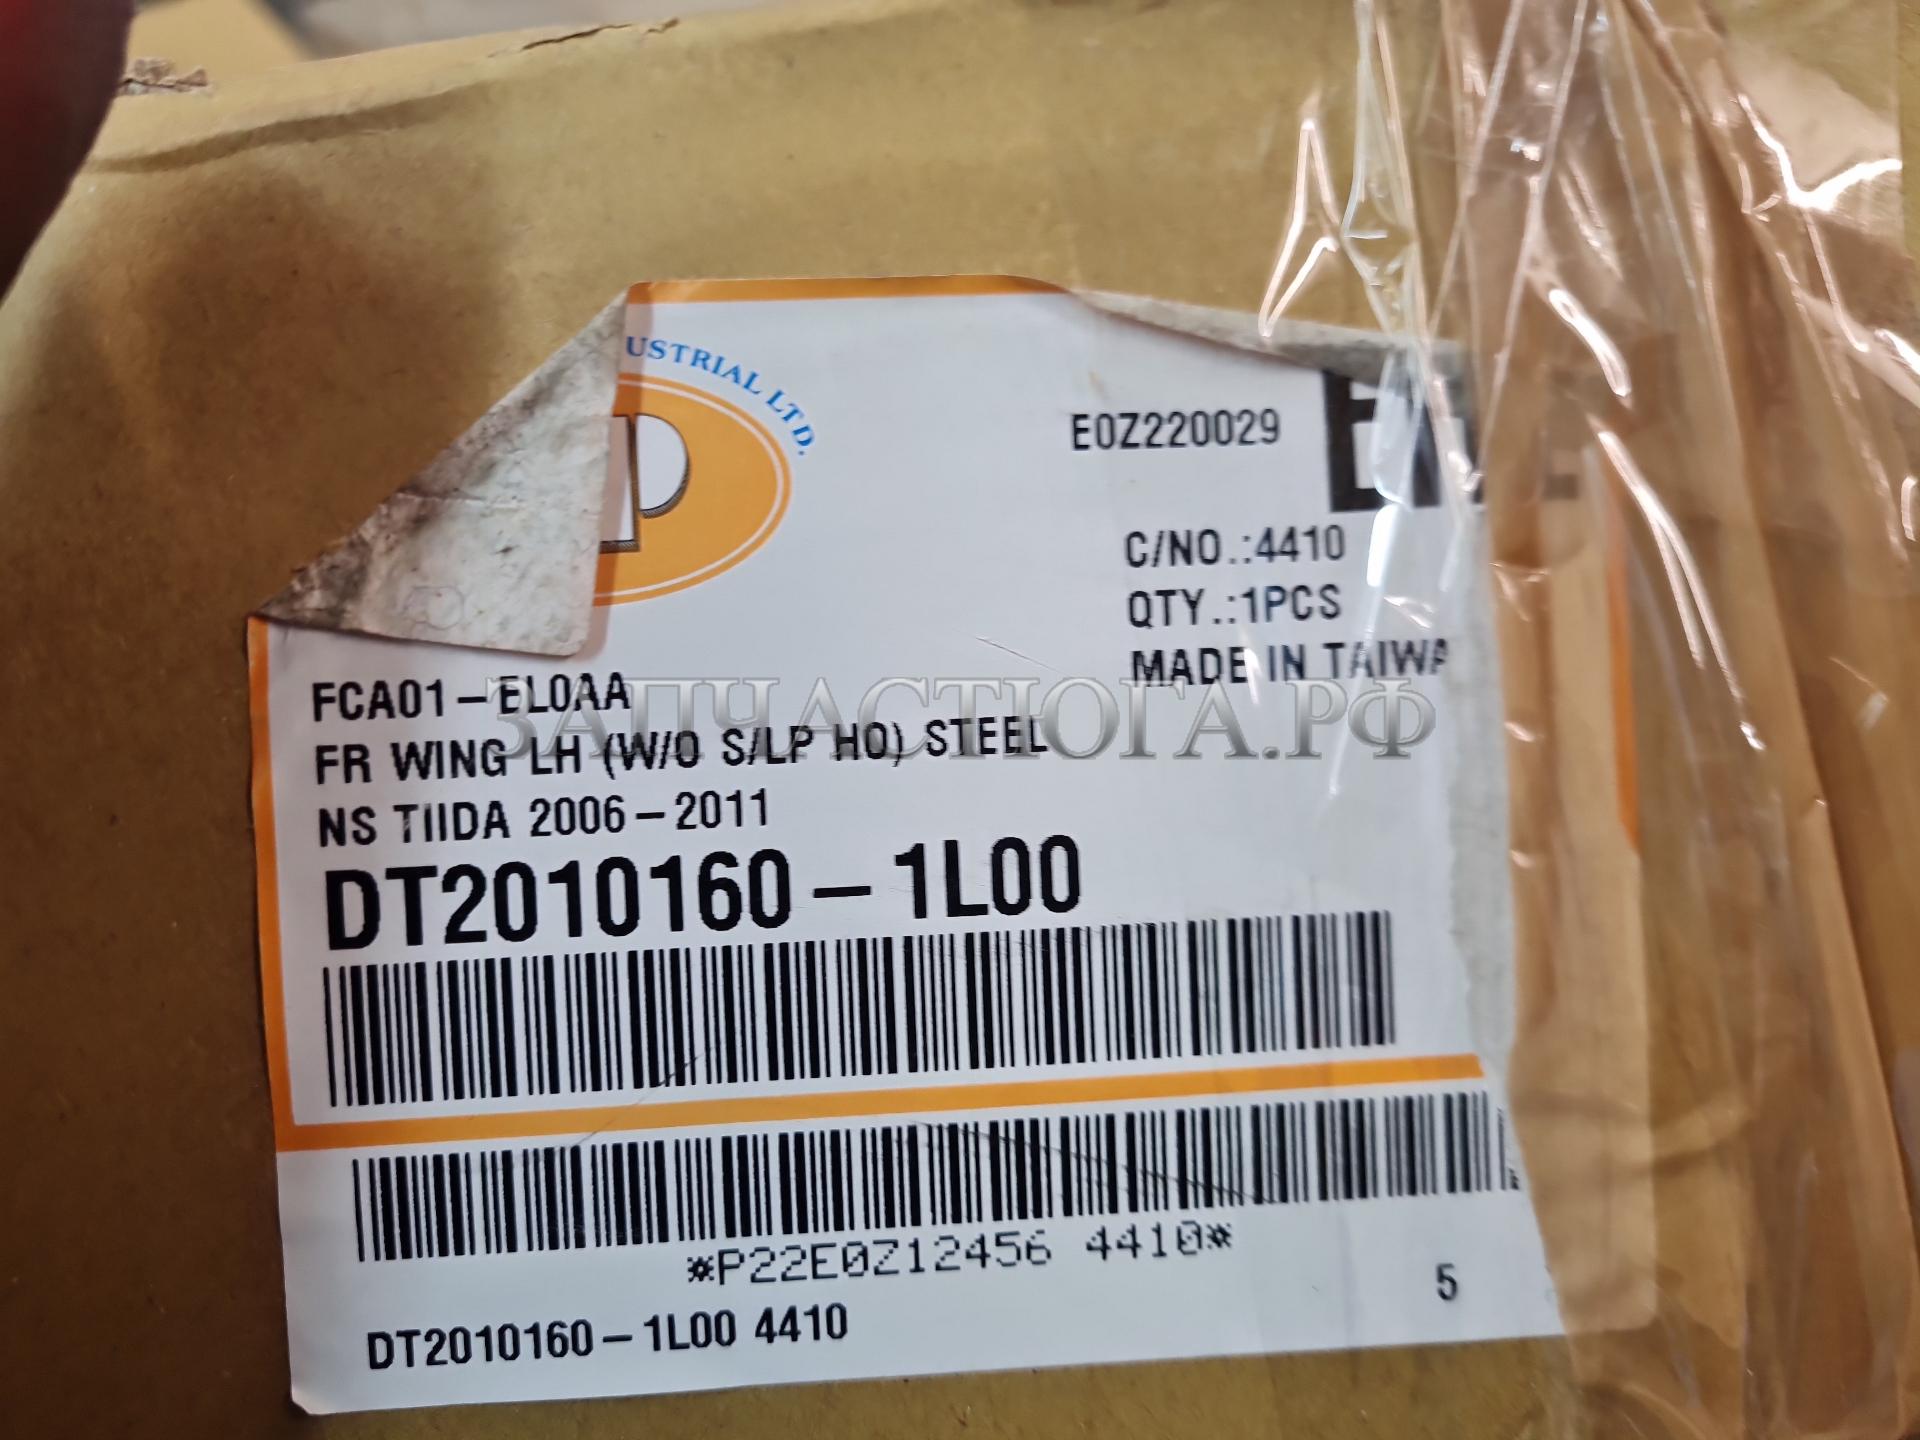 USTRIAL LTD.
E0Z220029
C/NO.:4410
QTY.:1PCS
MADE IN TAIWA
FCA01-EL0AA
FR WING LH (W/O S/LP HO) STEEL
NS TIIDA 2006-2011
ЗАПЧАСТЮГА.РФ
DT2010160-1L00
*P22E0Z12456 4410*
DT2010160-1L00 4410
5